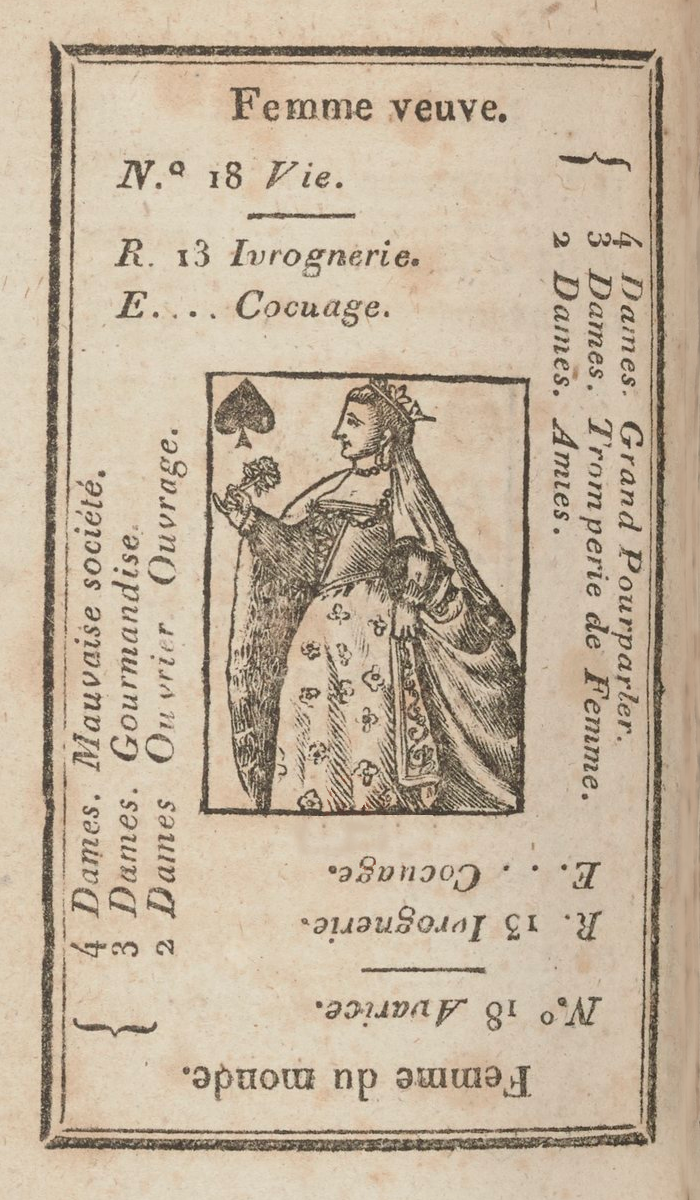 Femme veuve.
N.º 18 Vie.
R. 13 Ivrognerie.
E.... Cocuage.
4 Dames. Grand Pourparler.
3 Dames. Tromperie de Femme.
2 Dames. Amies.
4 Dames. Mauvaise société.
3 Dames. Gourmandise.
2 Dames Ouvrier Ouvrage.
Femme du monde.
N.º 18 Avarice.
R. 13 Ivrognerie.
E. . . Cocuage.